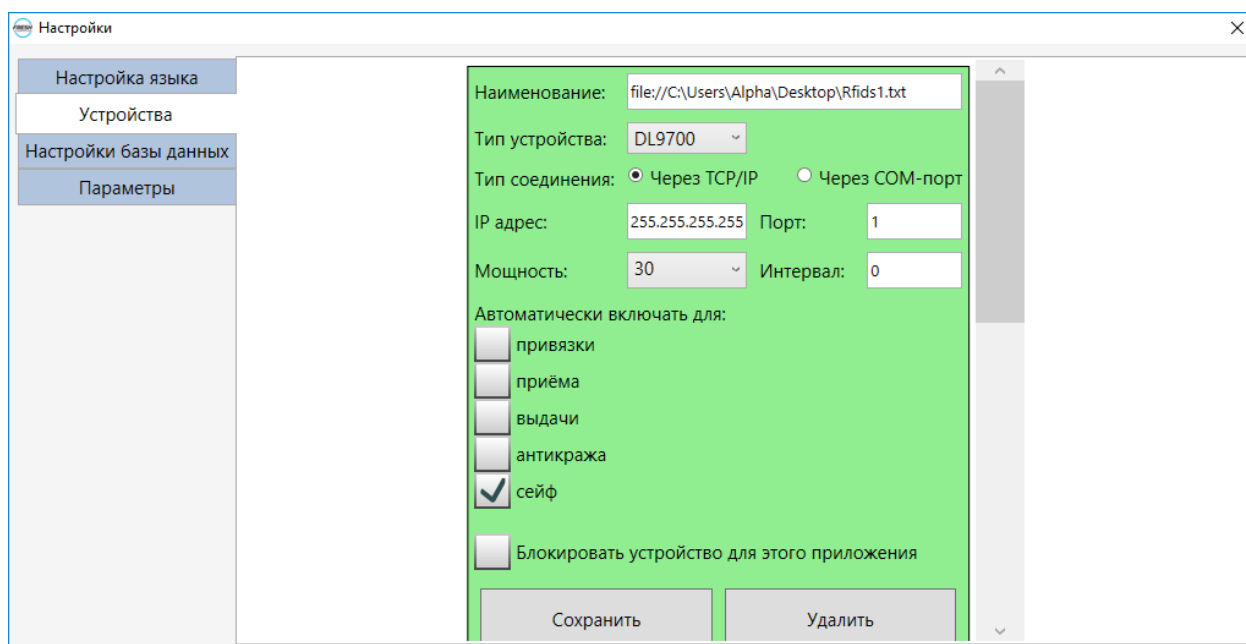 FRESH Настройки
Настройка языка
Устройства
Настройки базы данных
Параметры
Наименование: file://C:\Users\Alpha\Desktop\Rfids1.txt
Тип устройства: DL9700
Тип соединения: Через TCP/IP Через COM-порт
IP адрес: 255.255.255.255 Порт: 1
Мощность: 30 Интервал: 0
Автоматически включать для:
привязки
приёма
выдачи
антикража
сейф
Блокировать устройство для этого приложения
Сохранить Удалить